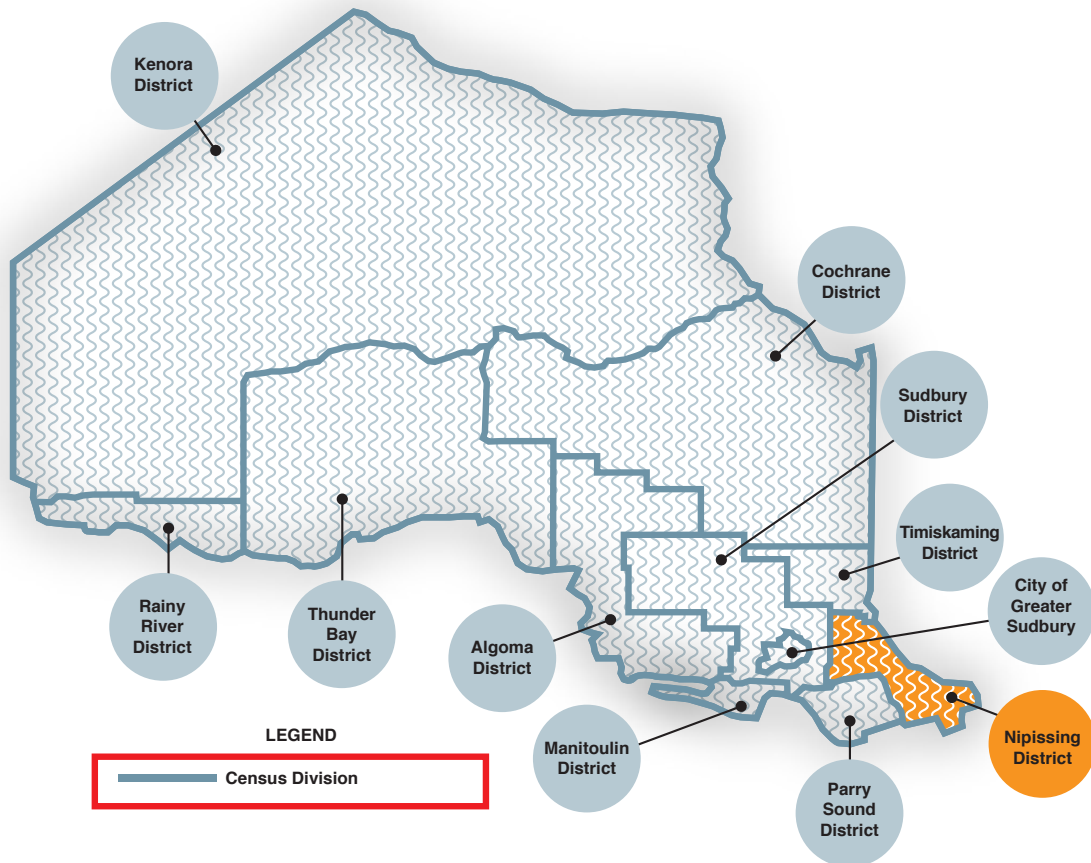 Kenora
District
Cochrane
District
Sudbury
District
Timiskaming
District
City of
Greater
Sudbury
Rainy
River
District
Thunder
Bay
District
Algoma
District
Manitoulin
District
Parry
Sound
District
Nipissing
District
LEGEND
Census Division